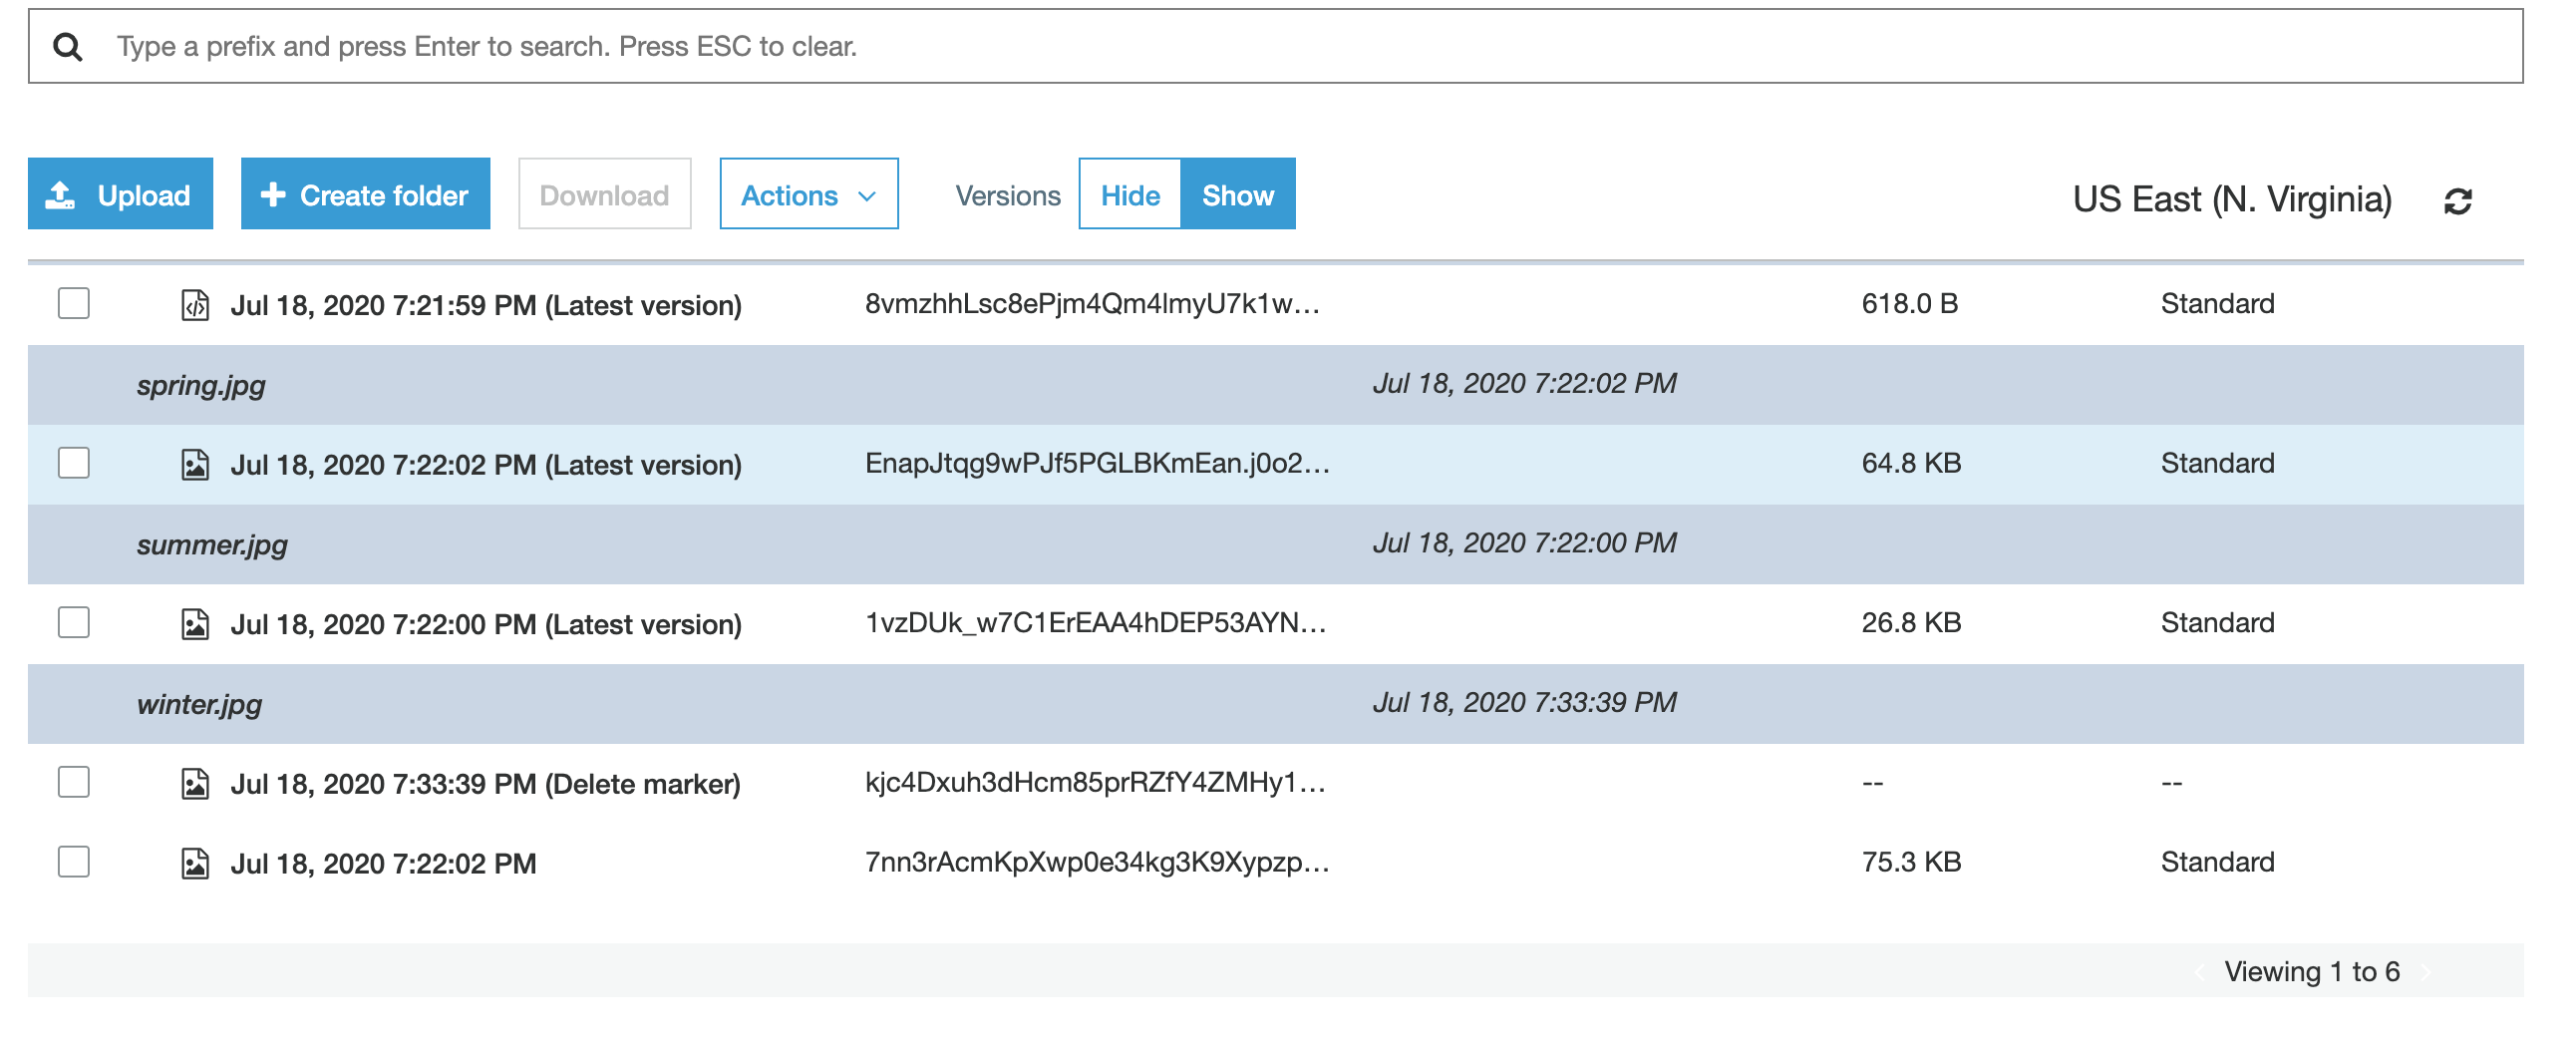 Type a prefix and press Enter to search. Press ESC to clear.
Upload Create folder Download Actions Versions Hide Show US East (N. Virginia)
Jul 18, 2020 7:21:59 PM (Latest version) 8vmzhhLsc8ePjm4Qm4lmyU7k1w... 618.0 B Standard
spring.jpg Jul 18, 2020 7:22:02 PM
Jul 18, 2020 7:22:02 PM (Latest version) EnapJtqg9wPJf5PGLBKmEan.j0o2... 64.8 KB Standard
summer.jpg Jul 18, 2020 7:22:00 PM
Jul 18, 2020 7:22:00 PM (Latest version) 1vzDUk_w7C1ErEAA4hDEP53AYN... 26.8 KB Standard
winter.jpg Jul 18, 2020 7:33:39 PM
Jul 18, 2020 7:33:39 PM (Delete marker) kjc4Dxuh3dHcm85prRZfY4ZMHy1... -- --
Jul 18, 2020 7:22:02 PM 7nn3rAcmKpXwp0e34kg3K9Xypzp... 75.3 KB Standard
Viewing 1 to 6